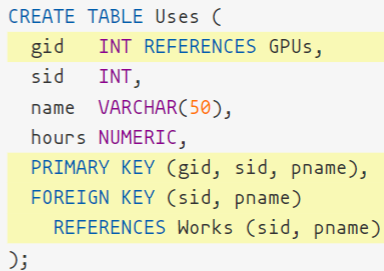 CREATE TABLE Uses (
  gid   INT REFERENCES GPUs,
  sid   INT,
  name  VARCHAR(50),
  hours NUMERIC,
  PRIMARY KEY (gid, sid, pname),
  FOREIGN KEY (sid, pname)
    REFERENCES Works (sid, pname)
);